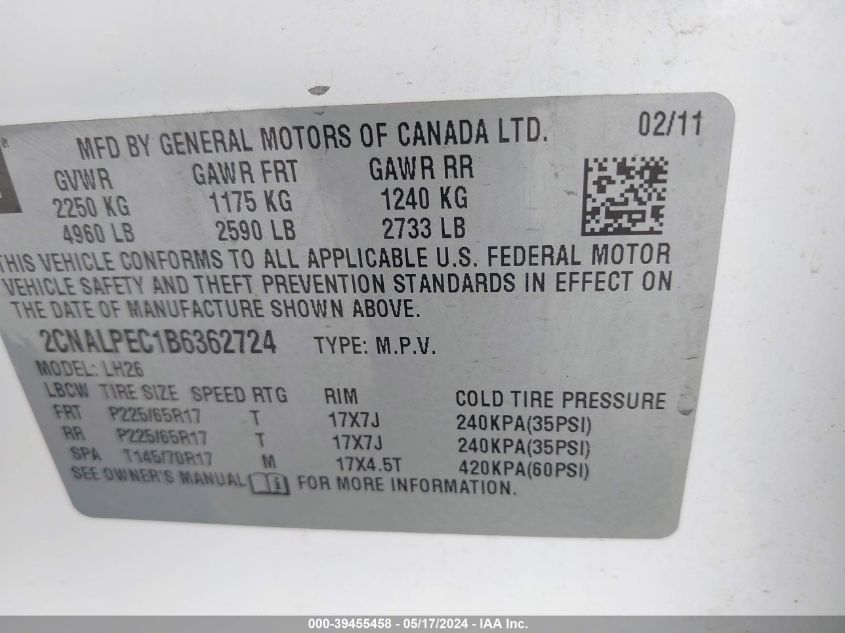 MFD BY GENERAL MOTORS OF CANADA LTD. 02/11
GVWR GAWR FRT GAWR RR
2250 KG 1175 KG 1240 KG
4960 LB 2590 LB 2733 LB
THIS VEHICLE CONFORMS TO ALL APPLICABLE U.S. FEDERAL MOTOR
VEHICLE SAFETY AND THEFT PREVENTION STANDARDS IN EFFECT ON
THE DATE OF MANUFACTURE SHOWN ABOVE.
2CNALPEC1B6362724 TYPE: M.P.V.
MODEL: LH26
LBCW TIRE SIZE SPEED RTG RIM COLD TIRE PRESSURE
FRT P225/65R17 T 17X7J 240KPA(35PSI)
RR P225/65R17 T 17X7J 240KPA(35PSI)
SPA T145/70R17 M 17X4.5T 420KPA(60PSI)
SEE OWNER'S MANUAL FOR MORE INFORMATION.
000-39455458 - 05/17/2024 - IAA Inc.